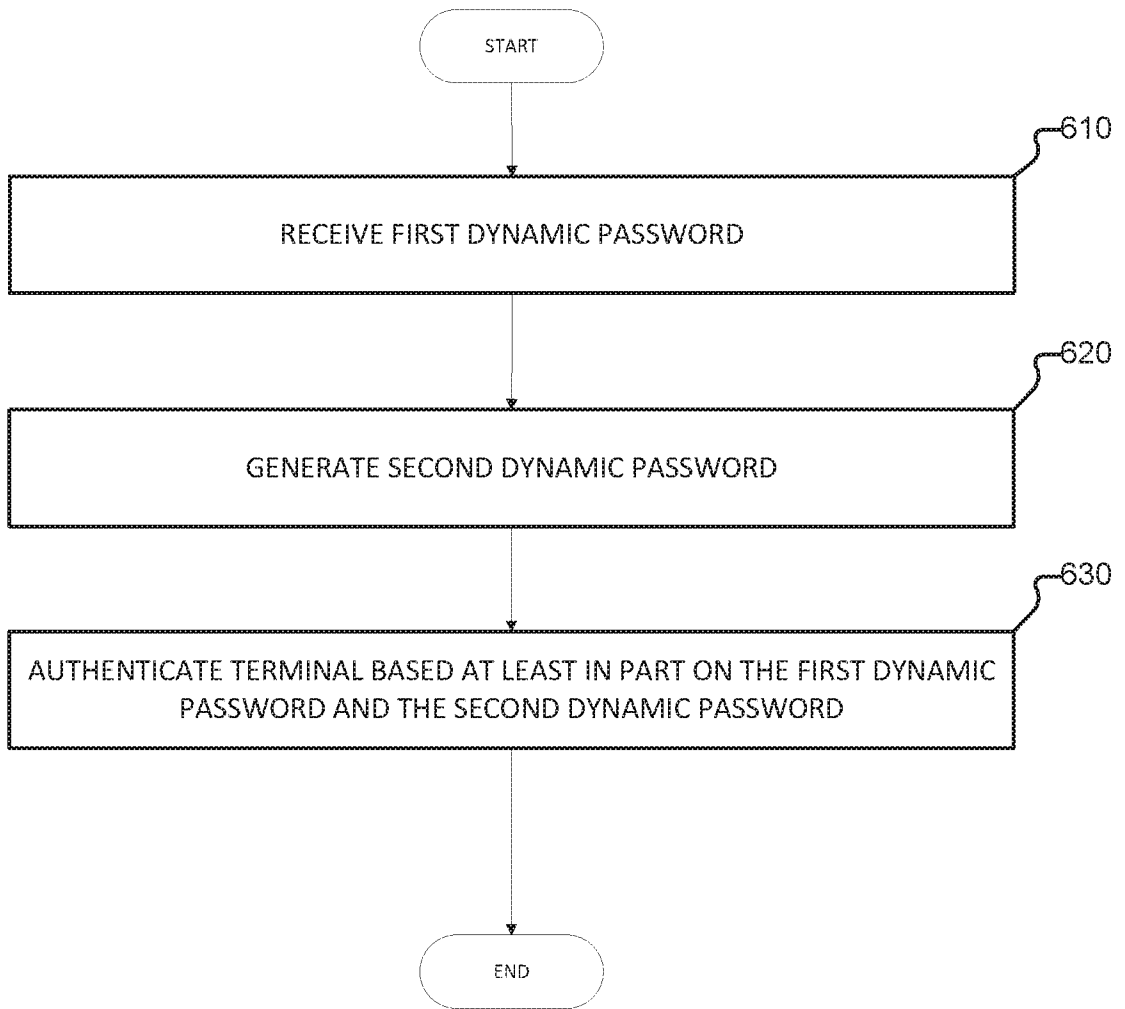 START
610
RECEIVE FIRST DYNAMIC PASSWORD
620
GENERATE SECOND DYNAMIC PASSWORD
630
AUTHENTICATE TERMINAL BASED AT LEAST IN PART ON THE FIRST DYNAMIC
PASSWORD AND THE SECOND DYNAMIC PASSWORD
END